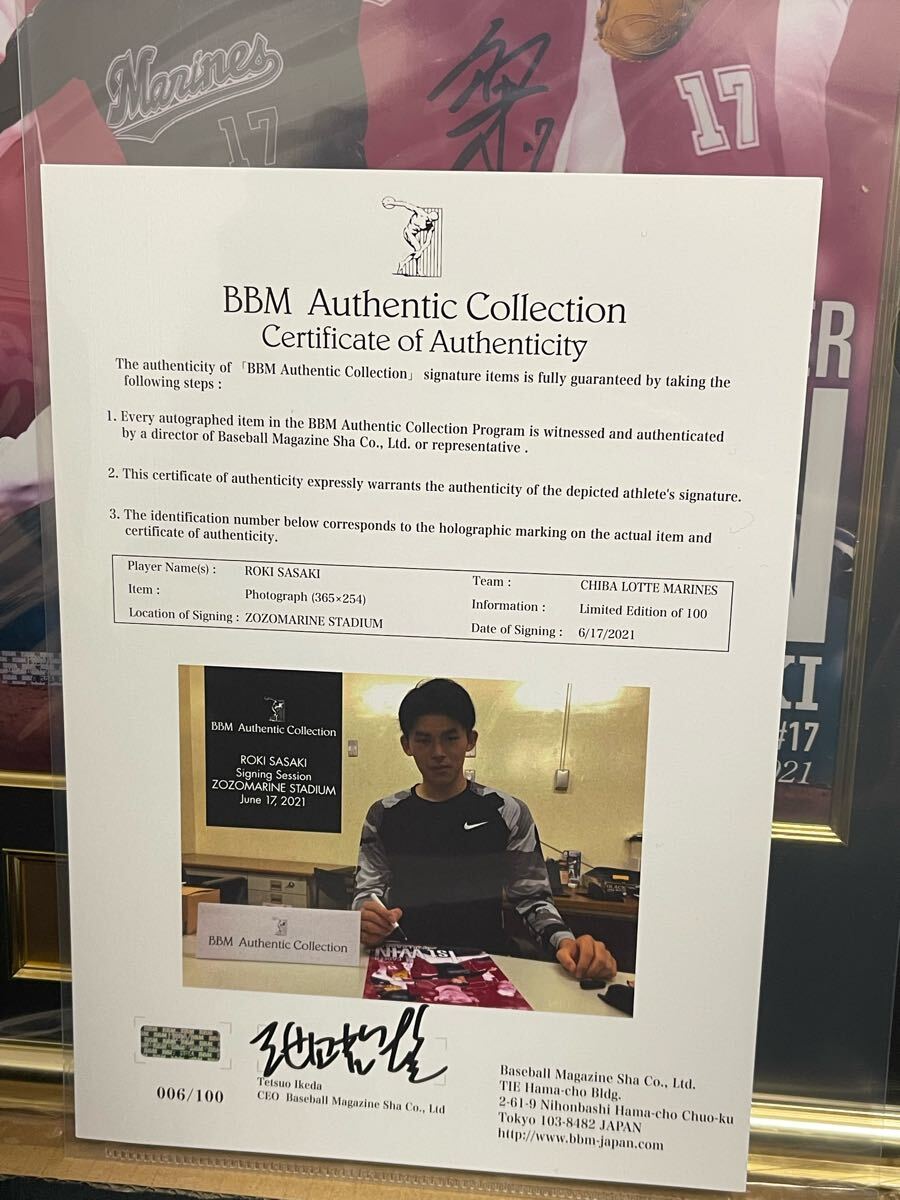 Marines
17
17
BBM Authentic Collection
Certificate of Authenticity
The authenticity of 「BBM Authentic Collection」 signature items is fully guaranteed by taking the
following steps :
1. Every autographed item in the BBM Authentic Collection Program is witnessed and authenticated
by a director of Baseball Magazine Sha Co., Ltd. or representative .
2. This certificate of authenticity expressly warrants the authenticity of the depicted athlete's signature.
3. The identification number below corresponds to the holographic marking on the actual item and
certificate of authenticity.
Player Name(s) : ROKI SASAKI Team : CHIBA LOTTE MARINES
Item : Photograph (365×254) Information : Limited Edition of 100
Location of Signing : ZOZOMARINE STADIUM Date of Signing : 6/17/2021
ER
KI
#17
021
BBM Authentic Collection
ROKI SASAKI
Signing Session
ZOZOMARINE STADIUM
June 17, 2021
BBM Authentic Collection
1ST WIN
006/100
Tetsuo Ikeda
CEO Baseball Magazine Sha Co., Ltd
Baseball Magazine Sha Co., Ltd.
TIE Hama-cho Bldg.
2-61-9 Nihonbashi Hama-cho Chuo-ku
Tokyo 103-8482 JAPAN
http://www.bbm-japan.com